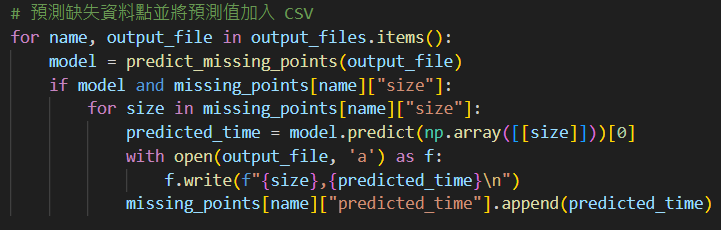 # 預測缺失資料點並將預測值加入 CSV
for name, output_file in output_files.items():
    model = predict_missing_points(output_file)
    if model and missing_points[name]["size"]:
        for size in missing_points[name]["size"]:
            predicted_time = model.predict(np.array([[size]]))[0]
            with open(output_file, 'a') as f:
                f.write(f"{size},{predicted_time}\n")
            missing_points[name]["predicted_time"].append(predicted_time)